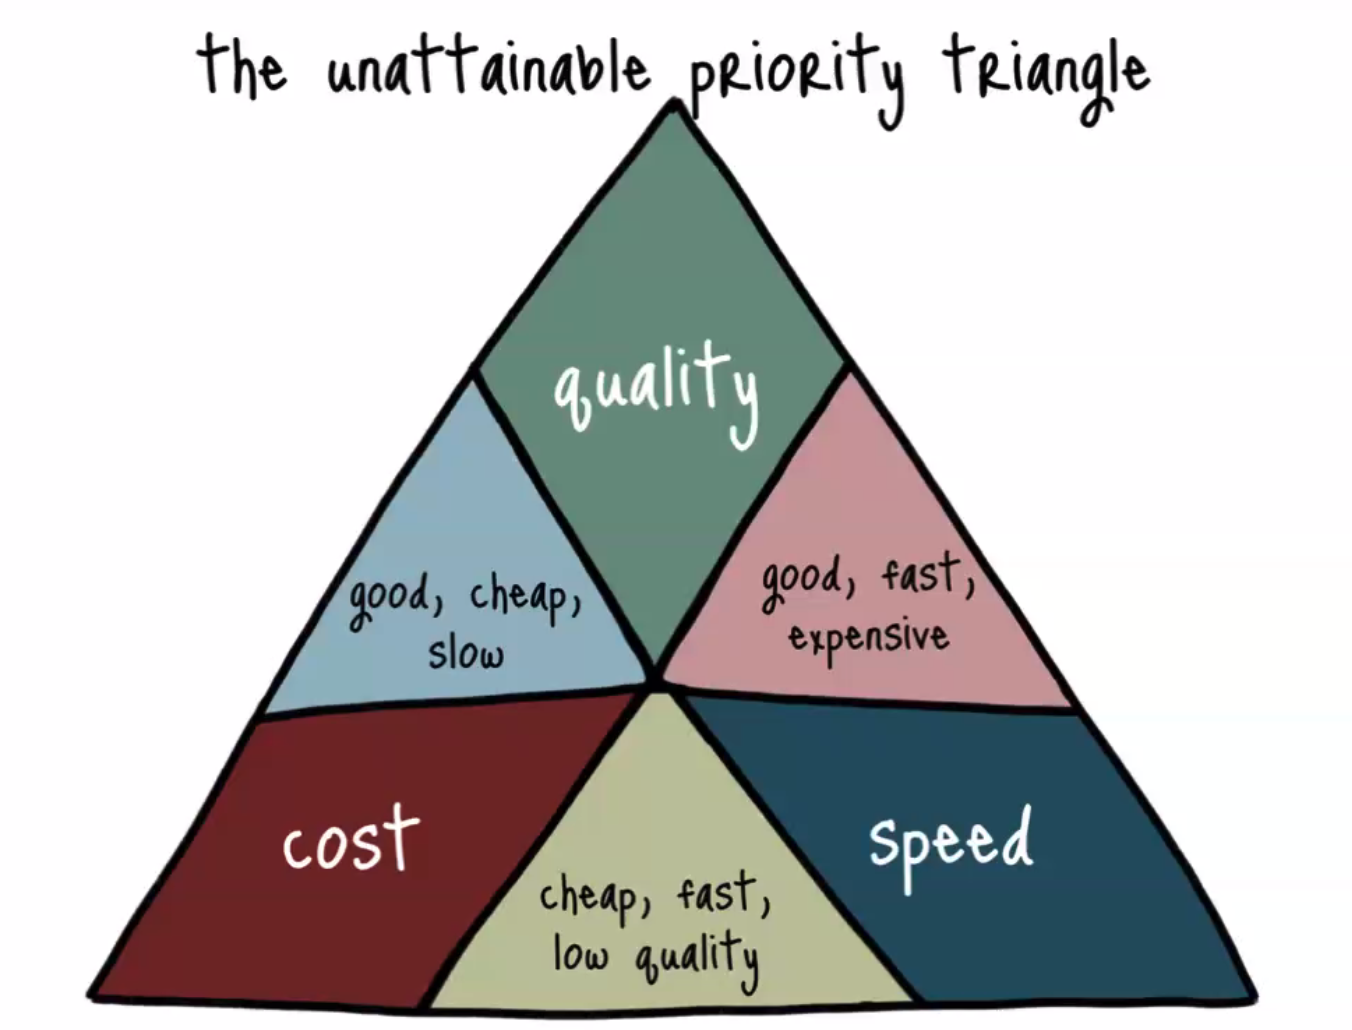 the unattainable priority triangle
quality
good, cheap,
slow
good, fast,
expensive
cost
speed
cheap, fast,
low quality